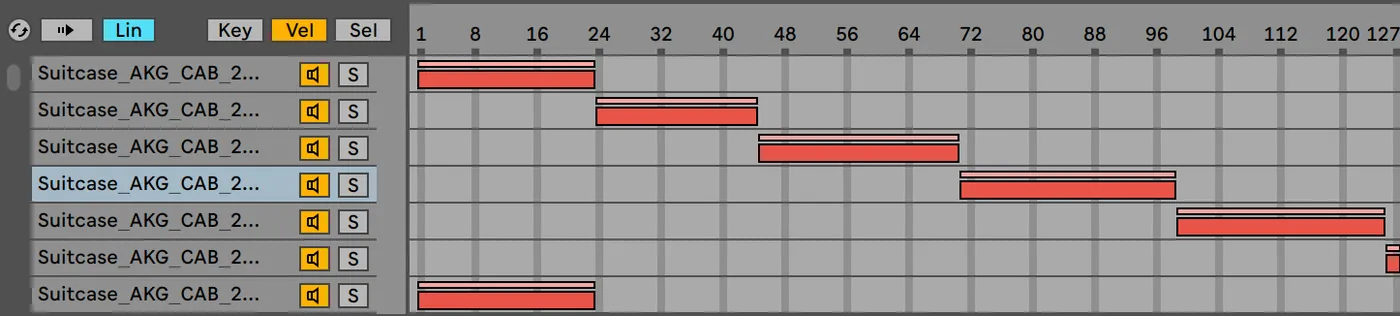 Lin Key Vel Sel 1 8 16 24 32 40 48 56 64 72 80 88 96 104 112 120 127
Suitcase_AKG_CAB_2... S
Suitcase_AKG_CAB_2... S
Suitcase_AKG_CAB_2... S
Suitcase_AKG_CAB_2... S
Suitcase_AKG_CAB_2... S
Suitcase_AKG_CAB_2... S
Suitcase_AKG_CAB_2... S